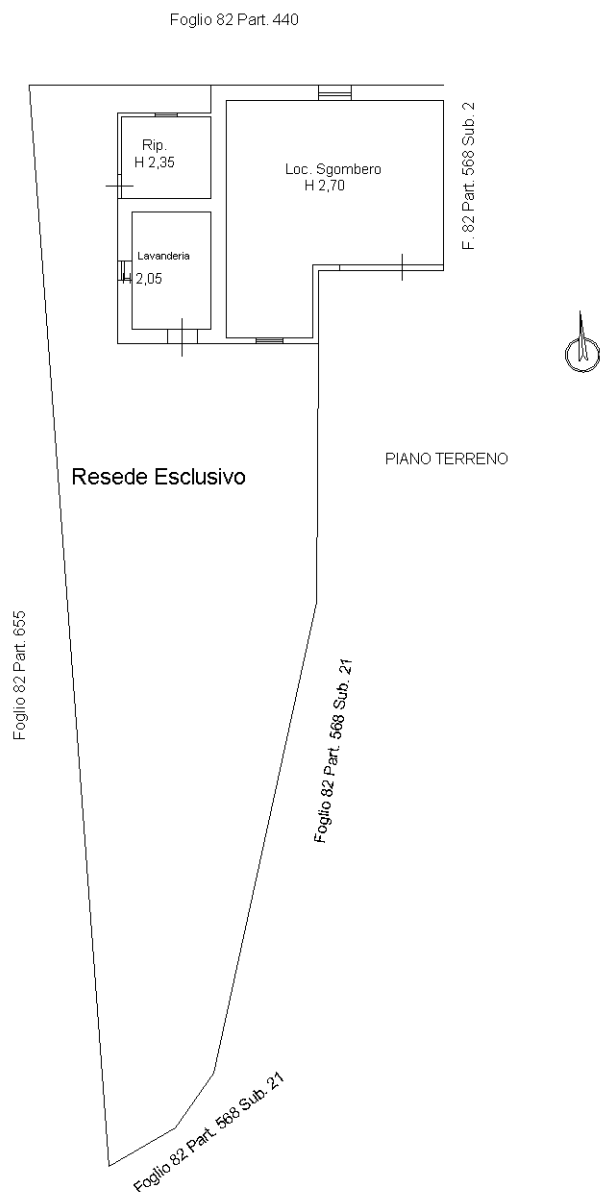 Foglio 82 Part. 440
Rip.
H 2,35
Loc. Sgombero
H 2,70
F. 82 Part. 568 Sub. 2
Lavanderia
H 2,05
PIANO TERRENO
Resede Esclusivo
Foglio 82 Part. 655
Foglio 82 Part. 568 Sub. 21
Foglio 82 Part. 568 Sub. 21